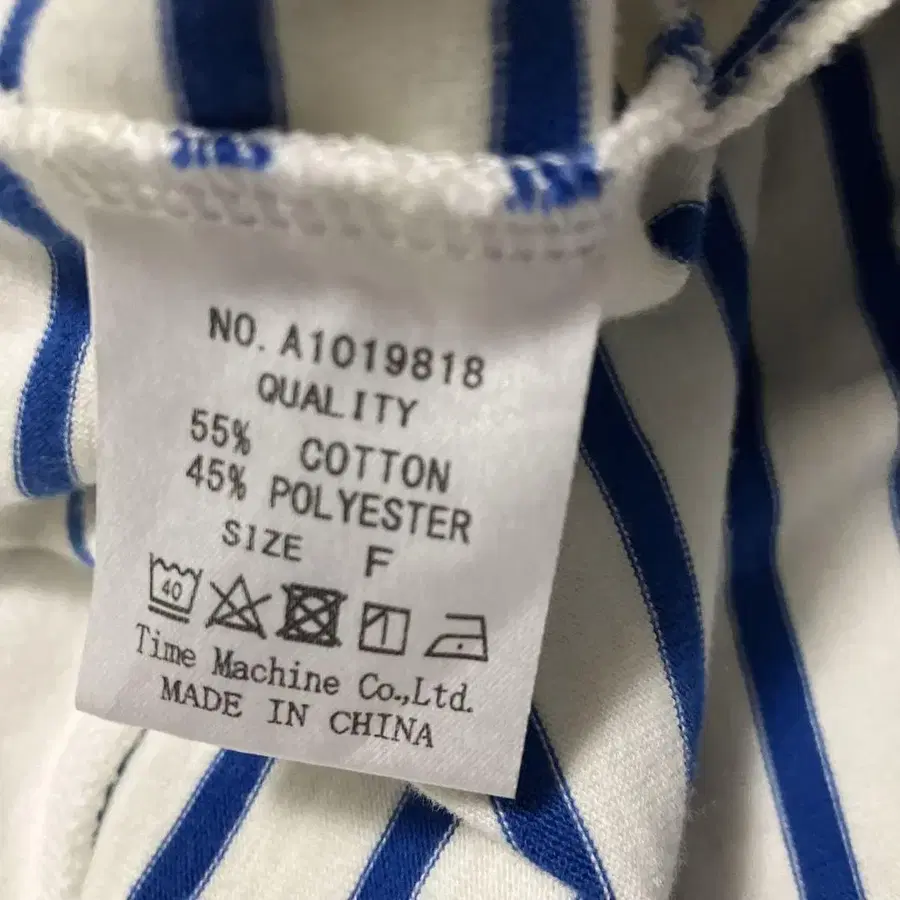 NO. A1019818
QUALITY
55% COTTON
45% POLYESTER
SIZE F
40
Time Machine Co.,Ltd.
MADE IN CHINA